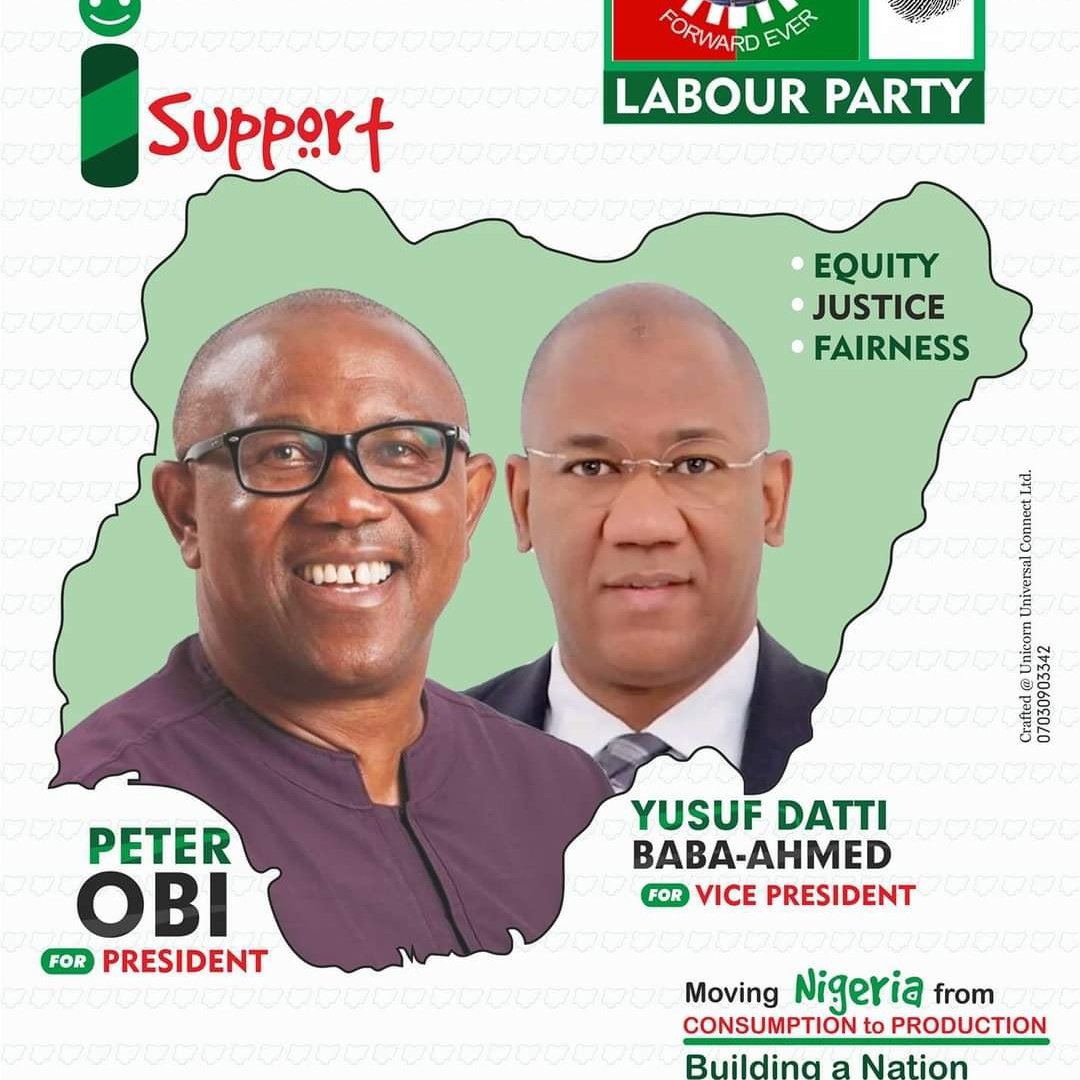 FORWARD EVER
LABOUR PARTY
i Support
• EQUITY
• JUSTICE
• FAIRNESS
Crafted @ Unicorn Universal Connect Ltd.
07030903342
PETER
OBI
FOR PRESIDENT
YUSUF DATTI
BABA-AHMED
FOR VICE PRESIDENT
Moving Nigeria from
CONSUMPTION to PRODUCTION
Building a Nation